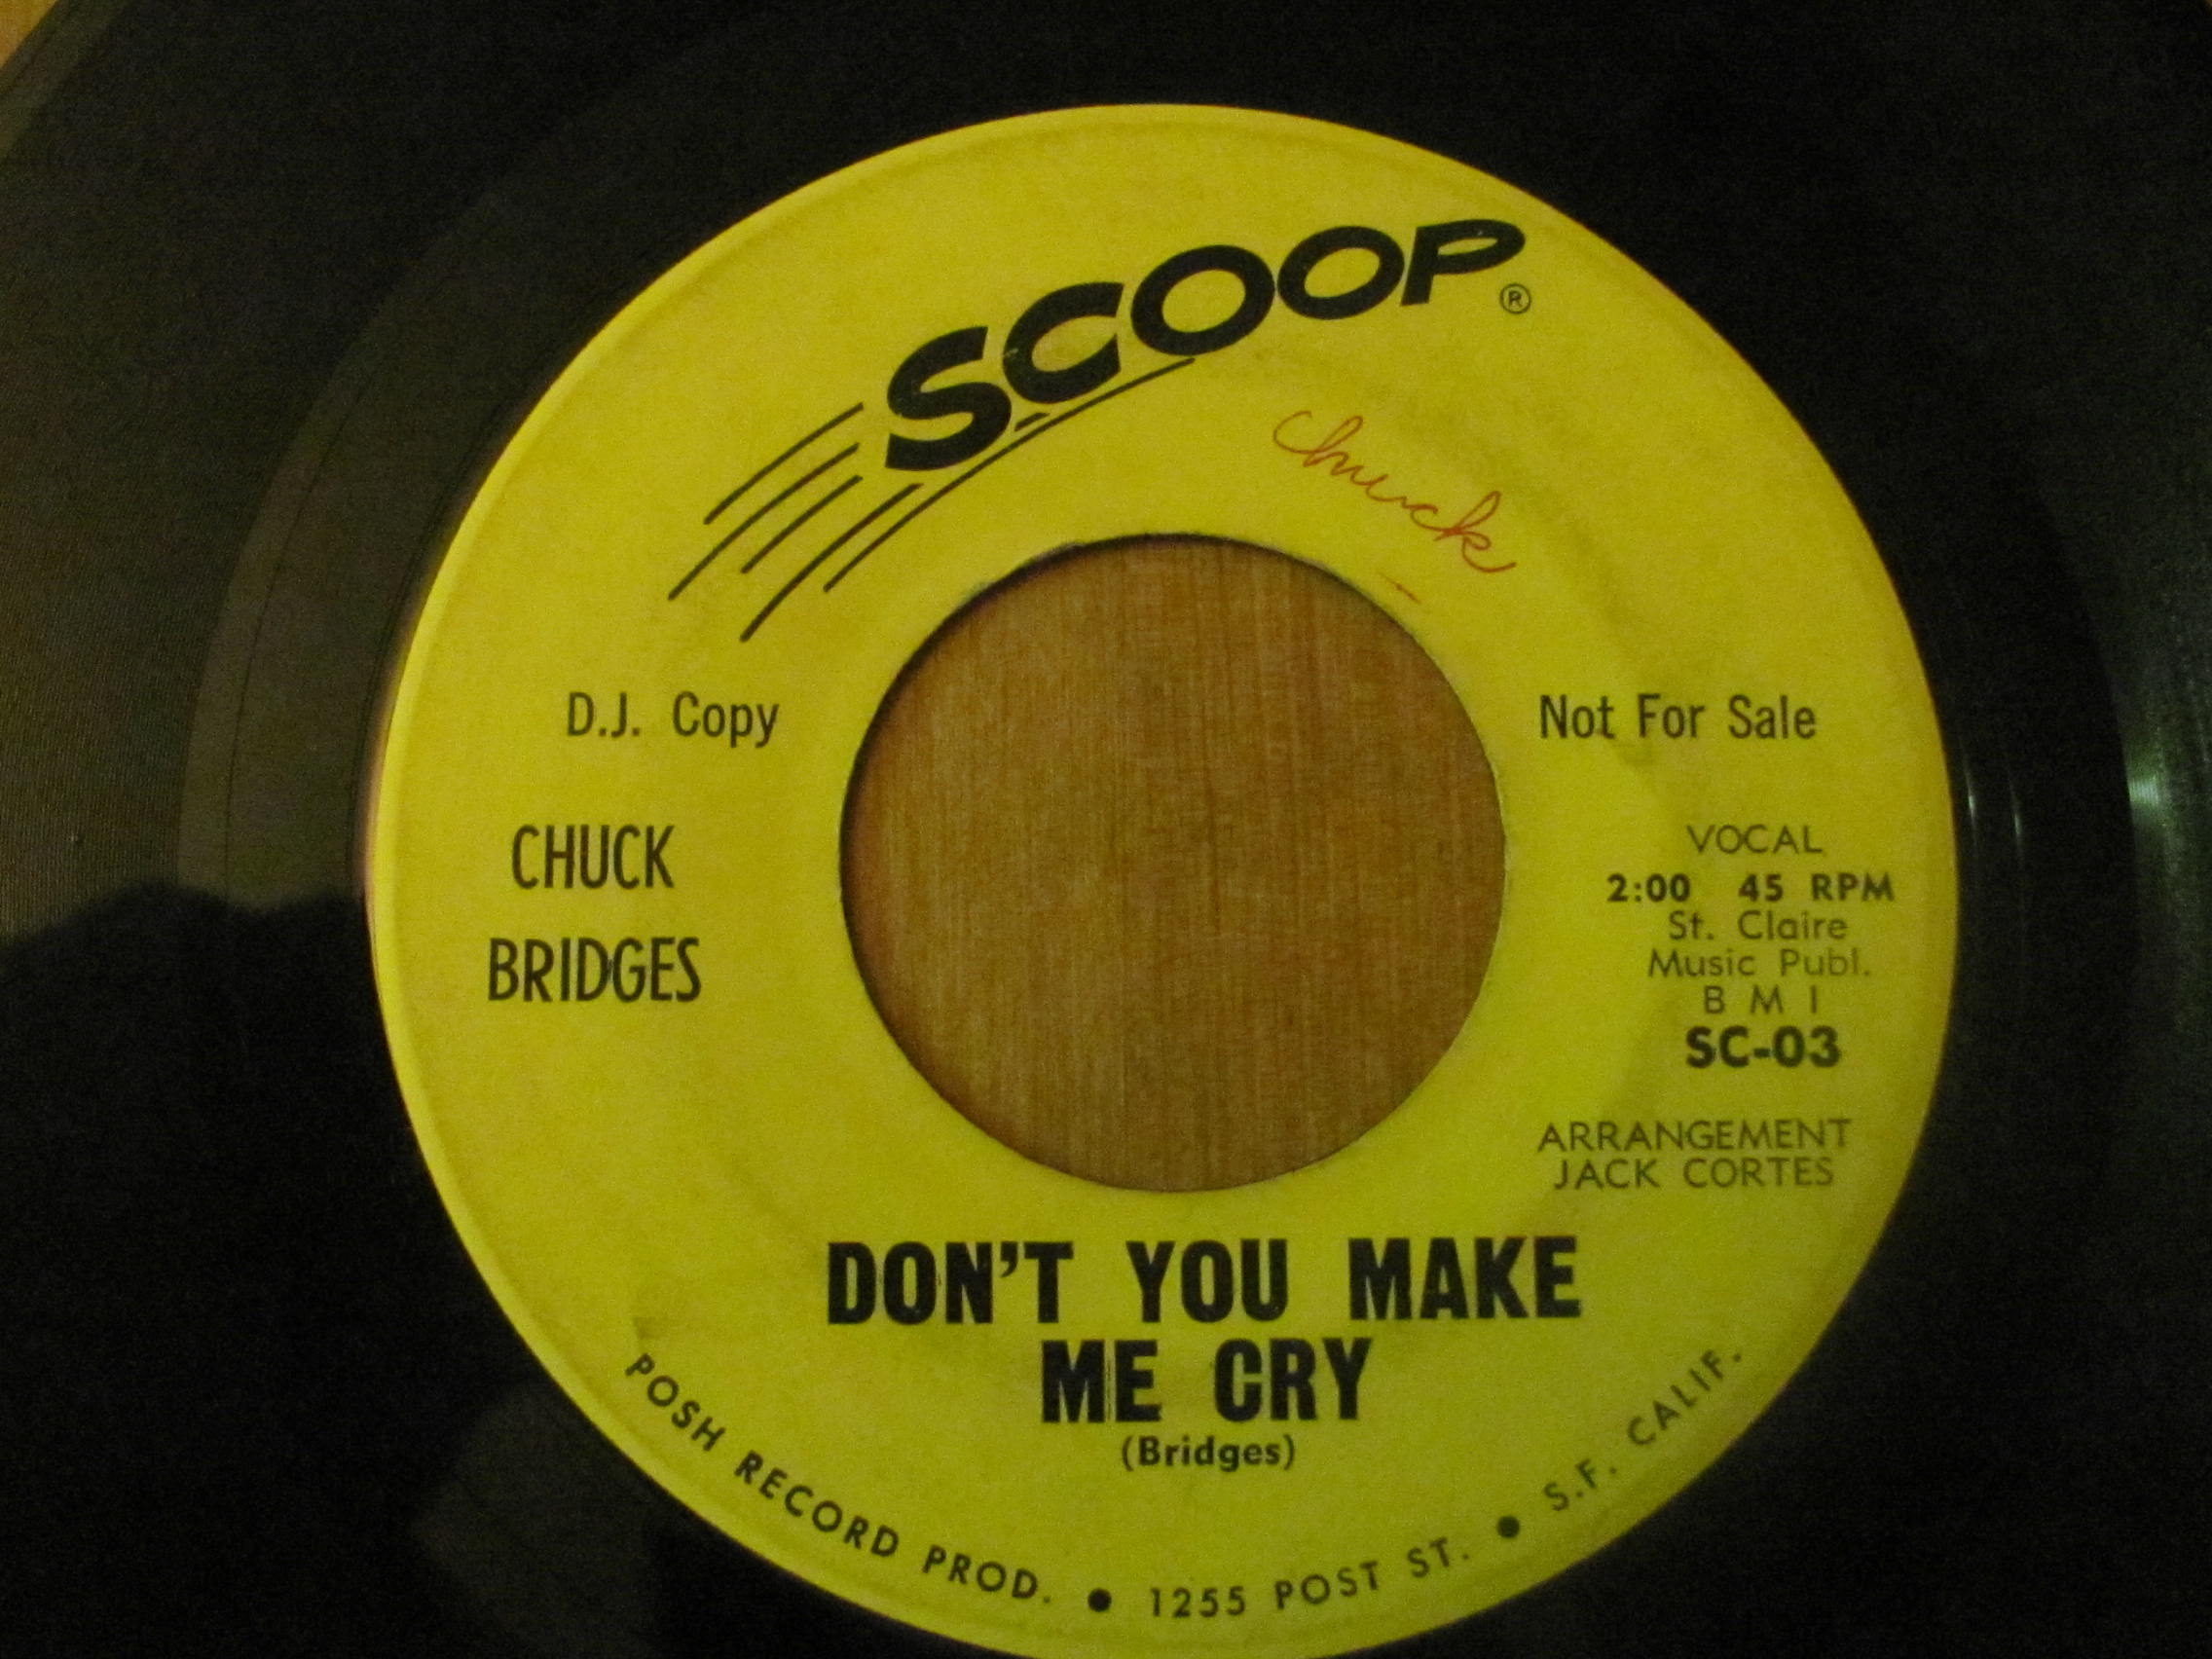 SCOOP®
Chuck
D.J. Copy
Not For Sale
CHUCK
BRIDGES
VOCAL
2:00 45 RPM
St. Claire
Music Publ.
B M I
SC-03
ARRANGEMENT
JACK CORTES
DON'T YOU MAKE
ME CRY
(Bridges)
POSH RECORD PROD. ● 1255 POST ST. ● S.F. CALIF.